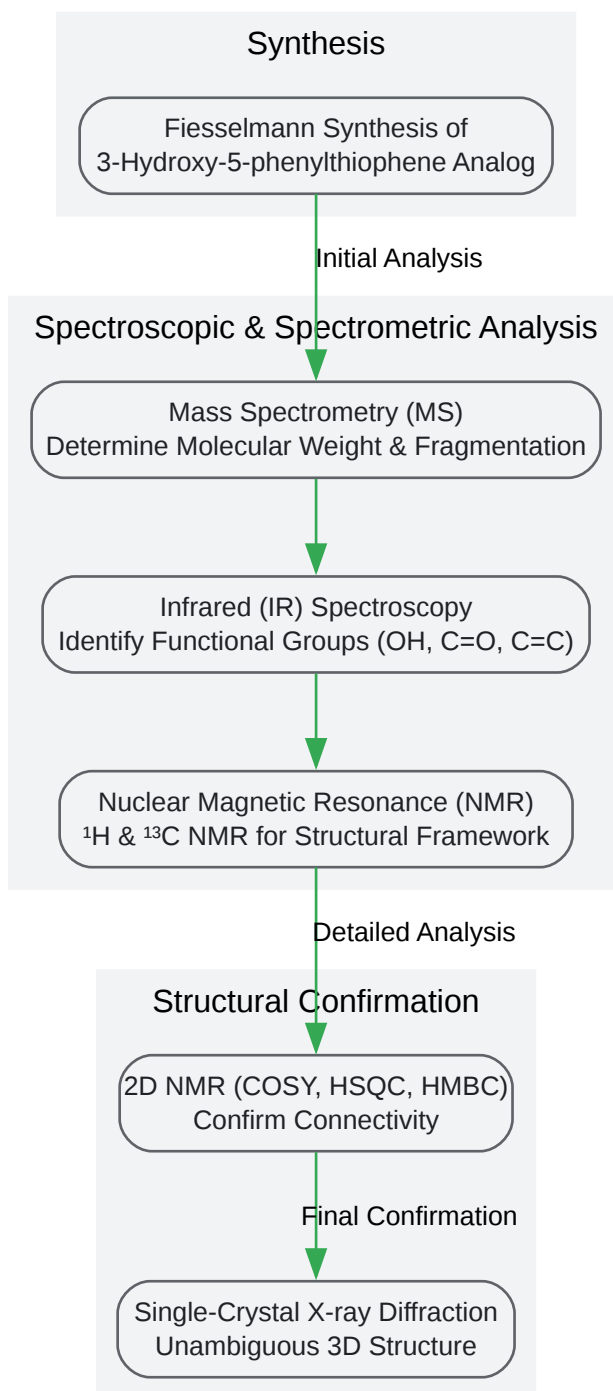 Synthesis
Fiesselmann Synthesis of
3-Hydroxy-5-phenylthiophene Analog
Initial Analysis
Spectroscopic & Spectrometric Analysis
Mass Spectrometry (MS)
Determine Molecular Weight & Fragmentation
Infrared (IR) Spectroscopy
Identify Functional Groups (OH, C=O, C=C)
Nuclear Magnetic Resonance (NMR)
¹H & ¹³C NMR for Structural Framework
Detailed Analysis
Structural Confirmation
2D NMR (COSY, HSQC, HMBC)
Confirm Connectivity
Final Confirmation
Single-Crystal X-ray Diffraction
Unambiguous 3D Structure